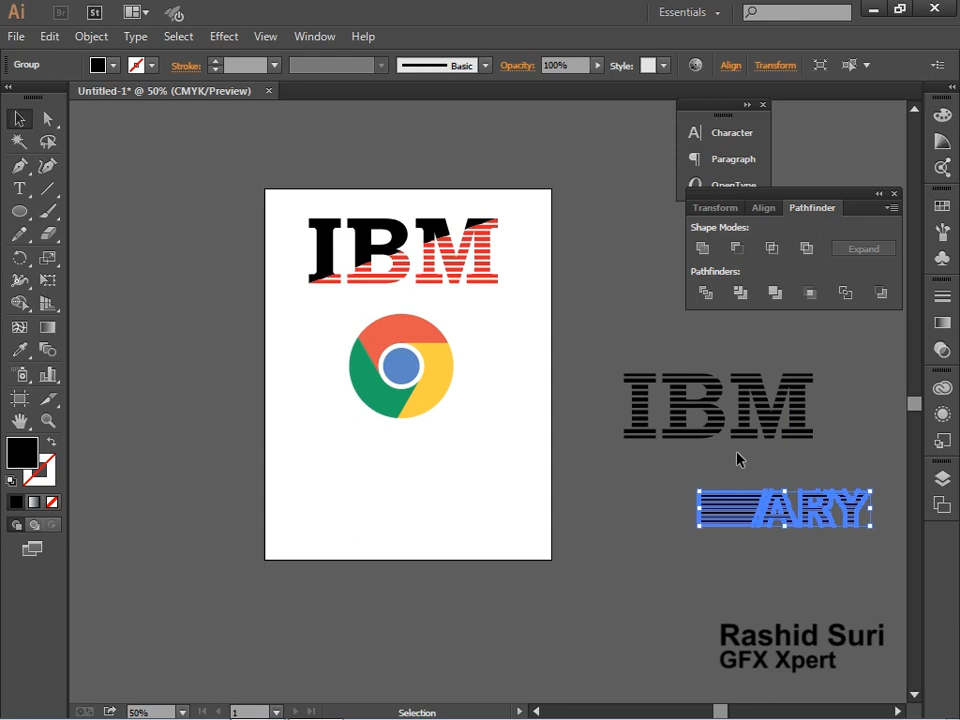 Ai Br St Essentials
File Edit Object Type Select Effect View Window Help
Group Stroke: Basic Opacity: 100% Style: Align Transform
Untitled-1* @ 50% (CMYK/Preview) ×
A| Character
¶ Paragraph
O OpenType
Transform Align Pathfinder
Shape Modes:
Expand
Pathfinders:
IBM
IBM
ARY
Rashid Suri
GFX Xpert
50% 1 Selection